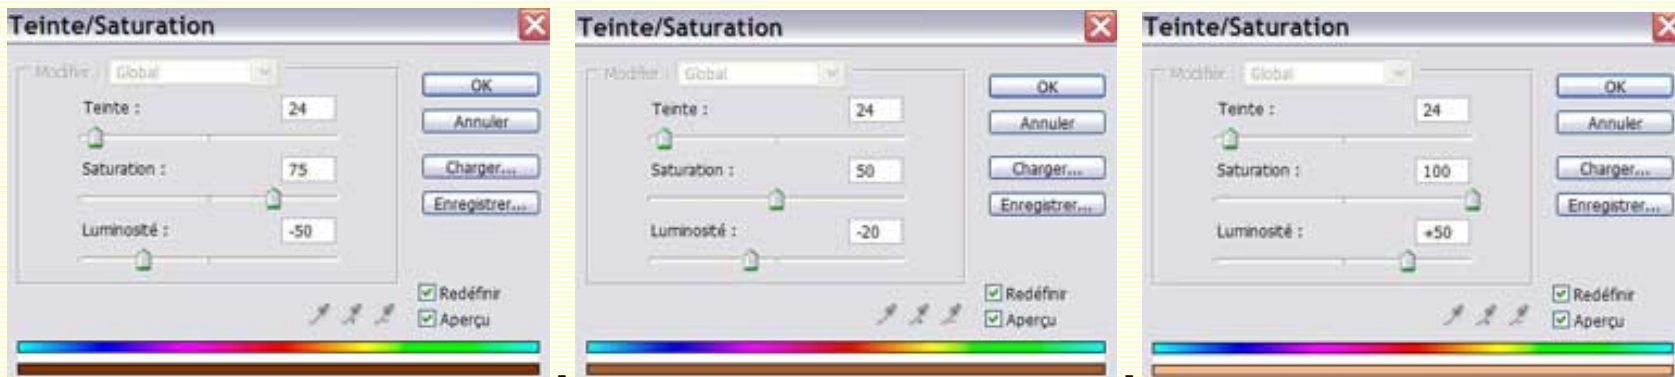 Teinte/Saturation
Modifier : Global
OK
Teinte : 24
Annuler
Saturation : 75
Charger...
Enregistrer...
Luminosité : -50
Redéfinir
Aperçu
Teinte/Saturation
Modifier : Global
OK
Teinte : 24
Annuler
Saturation : 50
Charger...
Enregistrer...
Luminosité : -20
Redéfinir
Aperçu
Teinte/Saturation
Modifier : Global
OK
Teinte : 24
Annuler
Saturation : 100
Charger...
Enregistrer...
Luminosité : +50
Redéfinir
Aperçu